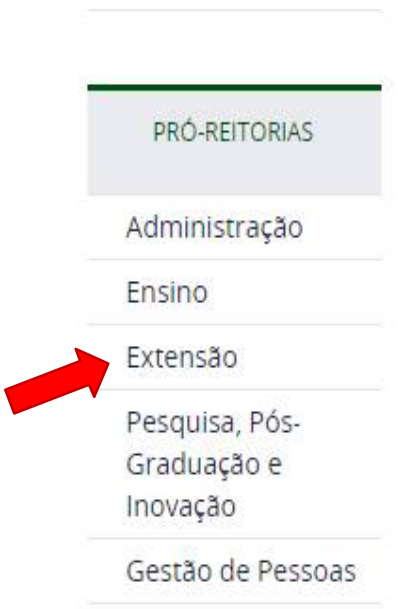 PRÓ-REITORIAS
Administração
Ensino
Extensão
Pesquisa, Pós-
Graduação e
Inovação
Gestão de Pessoas